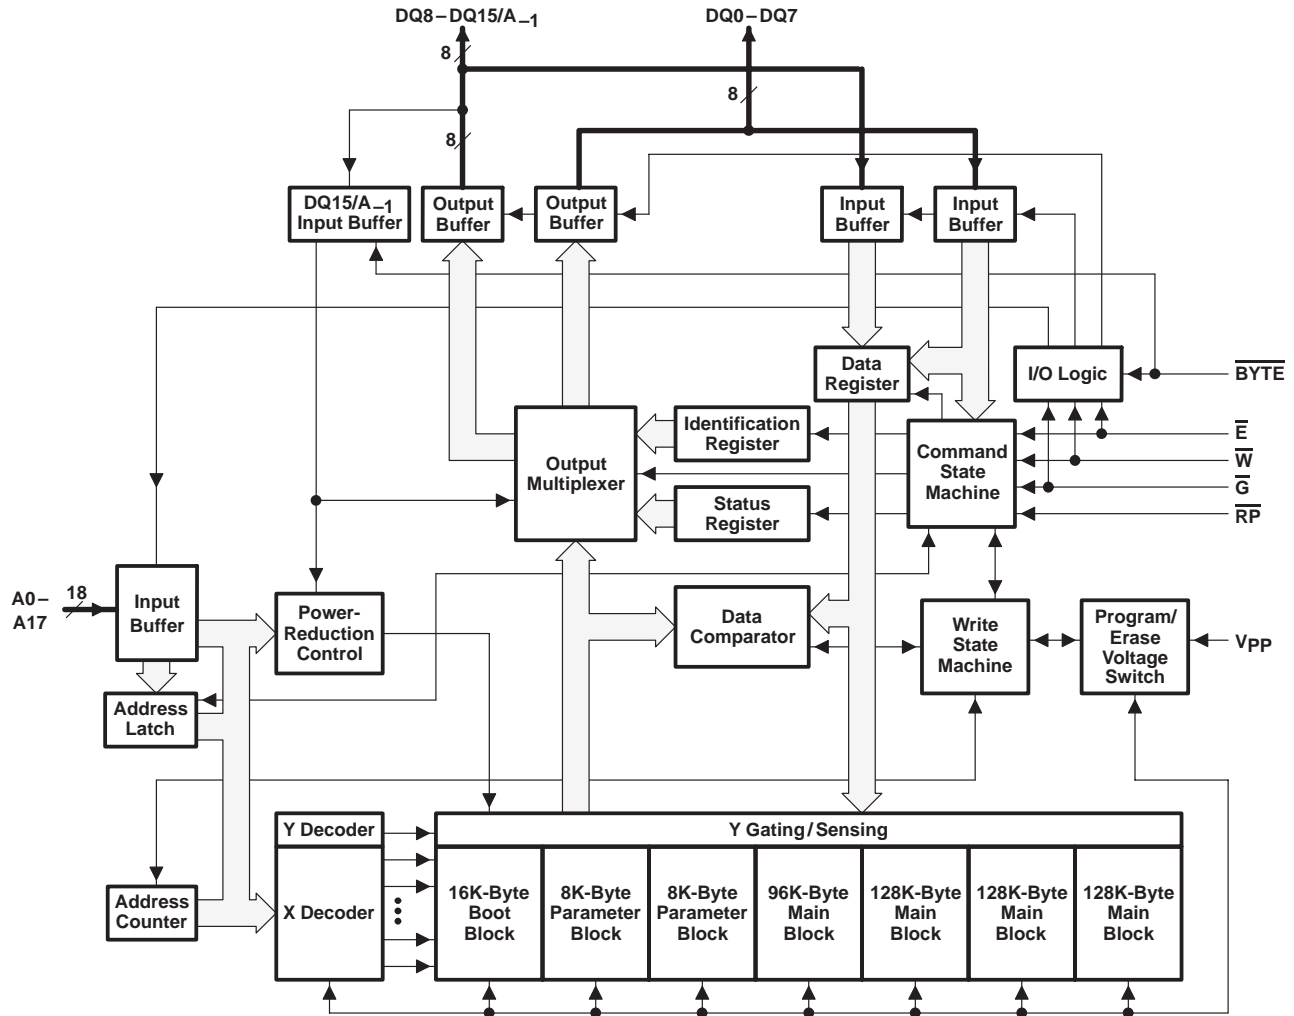 DQ8–DQ15/A–1
DQ0–DQ7
8
8
8
DQ15/A–1
Input Buffer
Output
Buffer
Output
Buffer
Input
Buffer
Input
Buffer
Data
Register
I/O Logic
BYTE
E
W
G
RP
Identification
Register
Output
Multiplexer
Command
State
Machine
Status
Register
A0–
A17
18
Input
Buffer
Power-
Reduction
Control
Data
Comparator
Write
State
Machine
Program/
Erase
Voltage
Switch
VPP
Address
Latch
Y Decoder
Y Gating/Sensing
Address
Counter
X Decoder
16K-Byte
Boot
Block
8K-Byte
Parameter
Block
8K-Byte
Parameter
Block
96K-Byte
Main
Block
128K-Byte
Main
Block
128K-Byte
Main
Block
128K-Byte
Main
Block